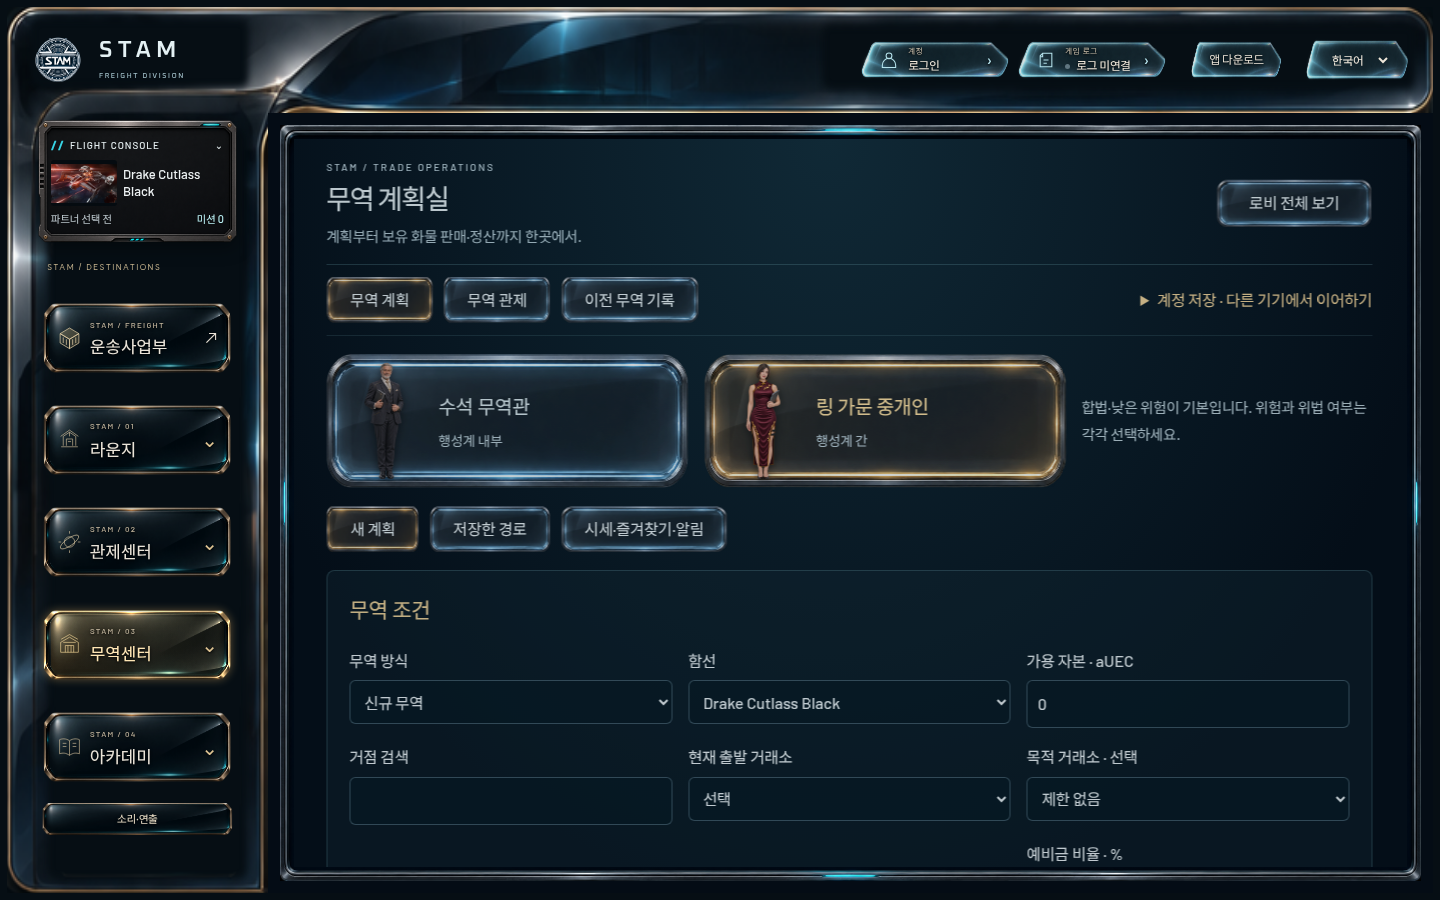 STAM
FREIGHT DIVISION
계정
로그인
게임 로그
로그 미연결
앱 다운로드
한국어
// FLIGHT CONSOLE
Drake Cutlass
Black
파트너 선택 전
미션 0
STAM / DESTINATIONS
STAM / FREIGHT
운송사업부
STAM / 01
라운지
STAM / 02
관제센터
STAM / 03
무역센터
STAM / 04
아카데미
소리·연출
STAM / TRADE OPERATIONS
무역 계획실
계획부터 보유 화물 판매·정산까지 한곳에서.
로비 전체 보기
무역 계획
무역 관제
이전 무역 기록
▶ 계정 저장 · 다른 기기에서 이어하기
수석 무역관
행성계 내부
링 가문 중개인
행성계 간
합법·낮은 위험이 기본입니다. 위험과 위법 여부는
각각 선택하세요.
새 계획
저장한 경로
시세·즐겨찾기·알림
무역 조건
무역 방식
함선
가용 자본 · aUEC
신규 무역
Drake Cutlass Black
0
거점 검색
현재 출발 거래소
목적 거래소 · 선택
선택
제한 없음
예비금 비율 · %